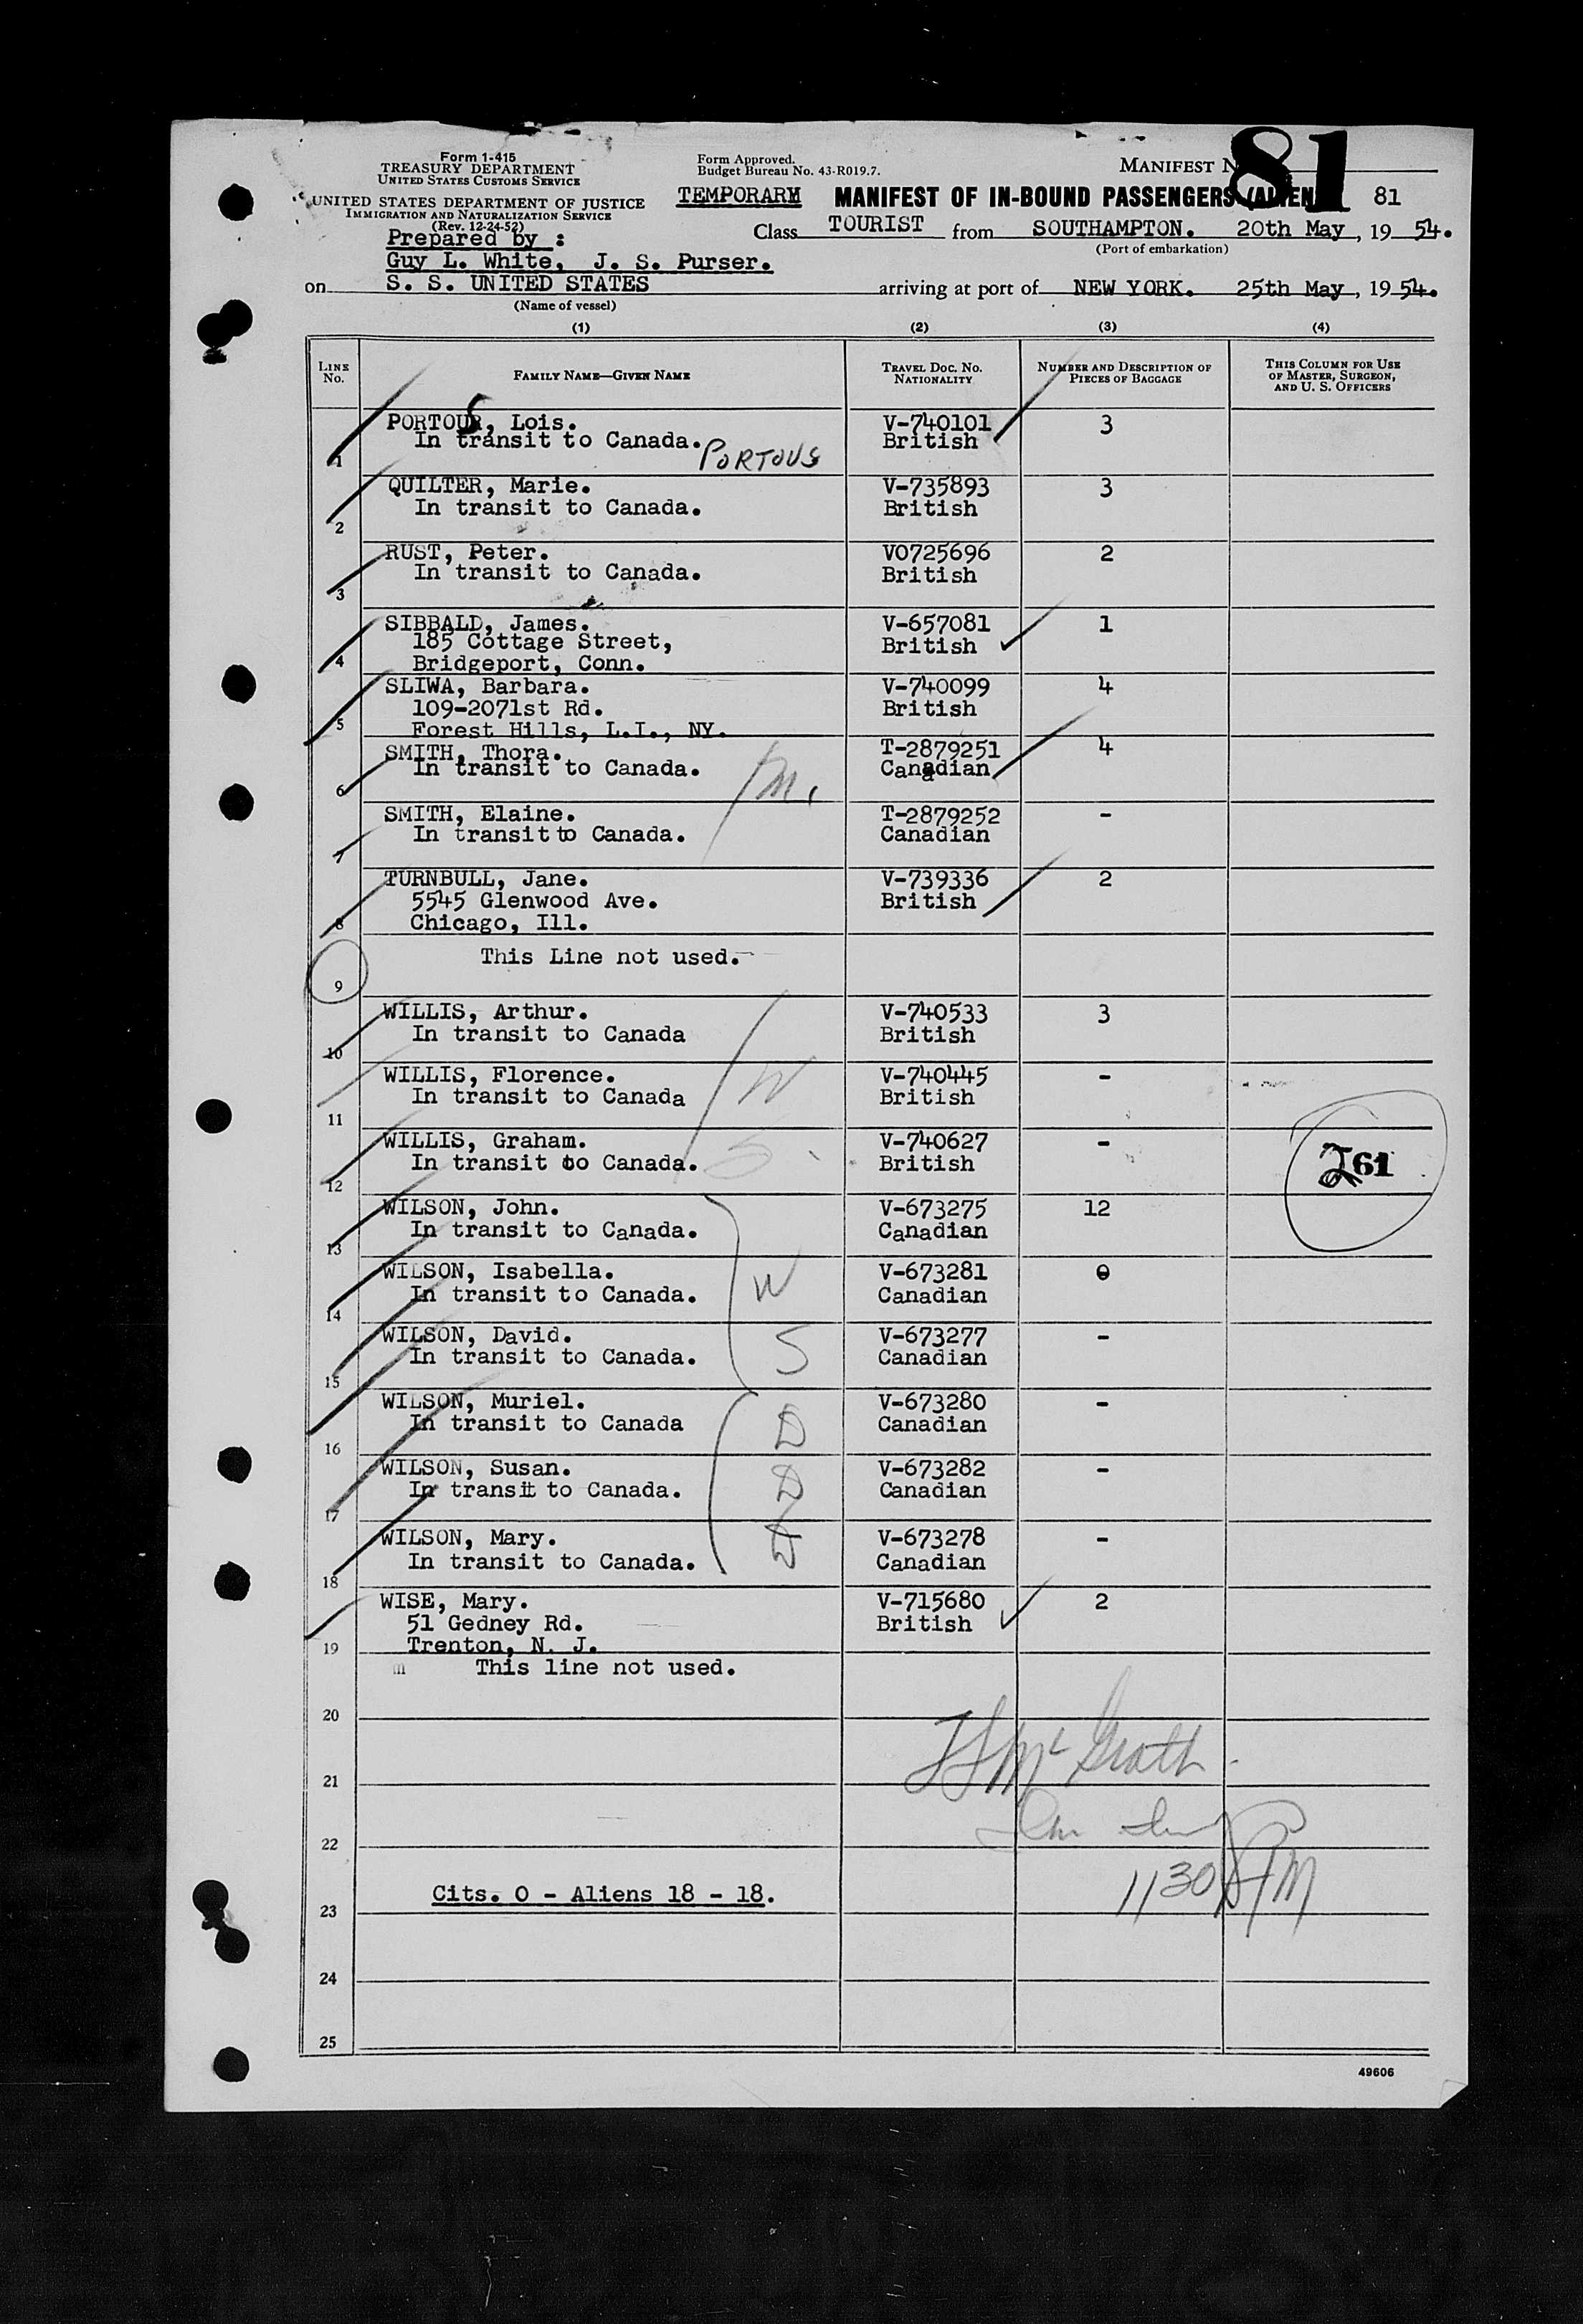 Form 1-415
TREASURY DEPARTMENT
UNITED STATES CUSTOMS SERVICE
UNITED STATES DEPARTMENT OF JUSTICE
IMMIGRATION AND NATURALIZATION SERVICE
(Rev. 12-24-52)
Form Approved.
Budget Bureau No. 43-R019.7.
MANIFEST N
81
TEMPORARY MANIFEST OF IN-BOUND PASSENGERS (ALIEN 81
Prepared by :
Guy L. White, J. S. Purser.
Class TOURIST from SOUTHAMPTON. 20th May, 19 54.
(Port of embarkation)
on S. S. UNITED STATES arriving at port of NEW YORK. 25th May, 19 54.
(Name of vessel)
(1) (2) (3) (4)
LINE No. FAMILY NAME—GIVEN NAME TRAVEL DOC. NO. NATIONALITY NUMBER AND DESCRIPTION OF PIECES OF BAGGAGE THIS COLUMN FOR USE OF MASTER, SURGEON, AND U. S. OFFICERS
PORTOUS, Lois. V-740101 3
In transit to Canada. British
1 PORTOUS
QUILTER, Marie. V-735893 3
In transit to Canada. British
2
RUST, Peter. VO725696 2
In transit to Canada. British
3
SIBBALD, James. V-657081 1
185 Cottage Street, British
4 Bridgeport, Conn.
SLIWA, Barbara. V-740099 4
109-2071st Rd. British
5 Forest Hills, L.I., NY.
SMITH, Thora. T-2879251 4
In transit to Canada. Canadian
6 M.
SMITH, Elaine. T-2879252 -
In transit to Canada. Canadian
7
TURNBULL, Jane. V-739336 2
5545 Glenwood Ave. British
8 Chicago, Ill.
This Line not used.
9
WILLIS, Arthur. V-740533 3
In transit to Canada British
10
WILLIS, Florence. V-740445 -
In transit to Canada W British
11
WILLIS, Graham. V-740627 -
In transit oo Canada. S British 261
12
WILSON, John. V-673275 12
In transit to Canada. Canadian
13
WILSON, Isabella. V-673281 0
In transit to Canada. W Canadian
14
WILSON, David. V-673277 -
In transit to Canada. S Canadian
15
WILSON, Muriel. V-673280 -
In transit to Canada D Canadian
16
WILSON, Susan. V-673282 -
In transit to Canada. D Canadian
17
WILSON, Mary. V-673278 -
In transit to Canada. Canadian
18
WISE, Mary. V-715680 2
51 Gedney Rd. British
19 Trenton, N. J.
m This line not used.
20
McGrath
21
22
1130 PM
Cits. 0 - Aliens 18 - 18.
23
24
25
49606